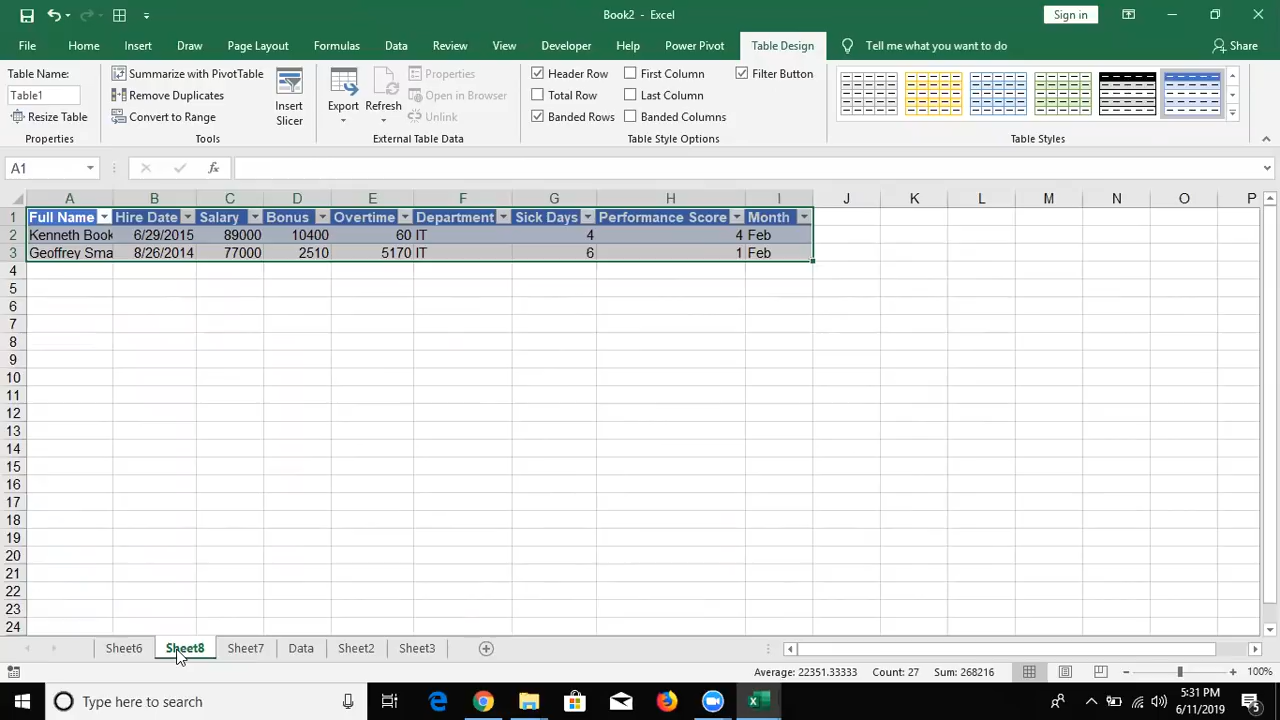 Book2 - Excel
Sign in
File Home Insert Draw Page Layout Formulas Data Review View Developer Help Power Pivot Table Design Tell me what you want to do Share
Table Name:
Table1
Resize Table
Properties
Summarize with PivotTable
Remove Duplicates
Convert to Range
Tools
Insert
Slicer
Export
Refresh
Properties
Open in Browser
Unlink
External Table Data
Header Row First Column Filter Button
Total Row Last Column
Banded Rows Banded Columns
Table Style Options
Table Styles
A1
fx
A B C D E F G H I J K L M N O P
1 Full Name Hire Date Salary Bonus Overtime Department Sick Days Performance Score Month
2 Kenneth Book 6/29/2015 89000 10400 60 IT 4 4 Feb
3 Geoffrey Sma 8/26/2014 77000 2510 5170 IT 6 1 Feb
4
5
6
7
8
9
10
11
12
13
14
15
16
17
18
19
20
21
22
23
24
Sheet6 Sheet8 Sheet7 Data Sheet2 Sheet3
Average: 22351.33333 Count: 27 Sum: 268216 100%
Type here to search
5:31 PM
6/11/2019
5